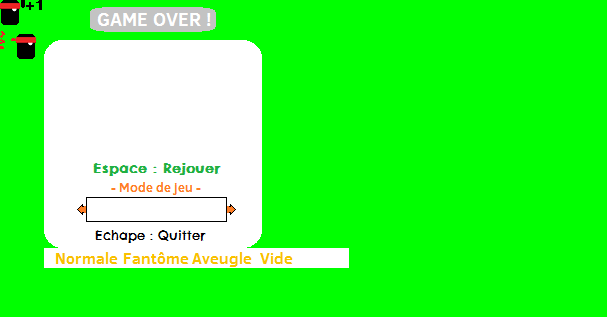 +1
GAME OVER !
Espace : Rejouer
- Mode de jeu -
Echape : Quitter
Normale Fantôme Aveugle Vide